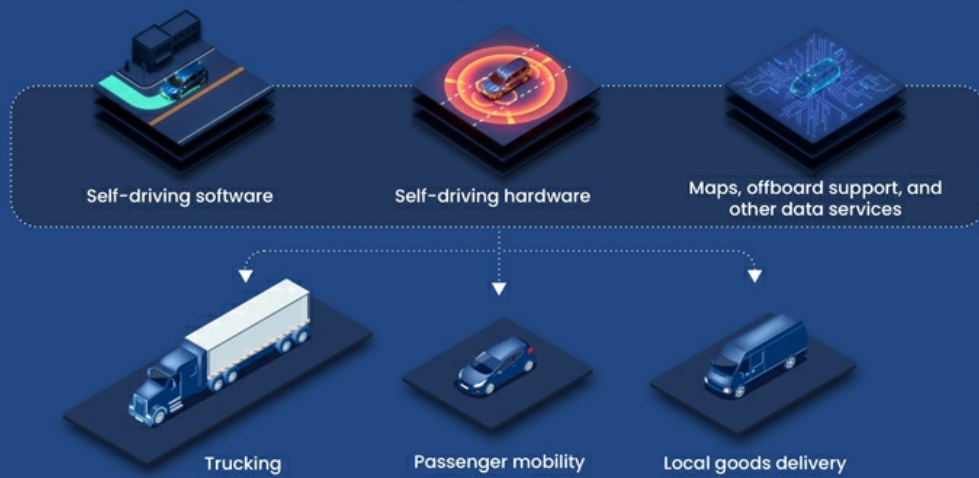 Self-driving software
Self-driving hardware
Maps, offboard support, and
other data services
Trucking
Passenger mobility
Local goods delivery